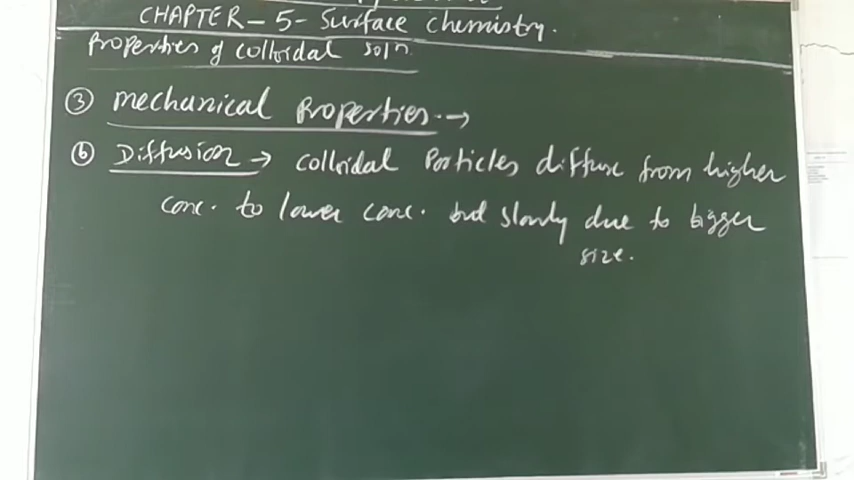 CHAPTER - 5 - Surface chemistry.
Properties of colloidal soln.
③ mechanical Properties. →
⑥ Diffusion → colloidal Particles diffuse from higher
conc. to lower conc. but slowly due to bigger
size.